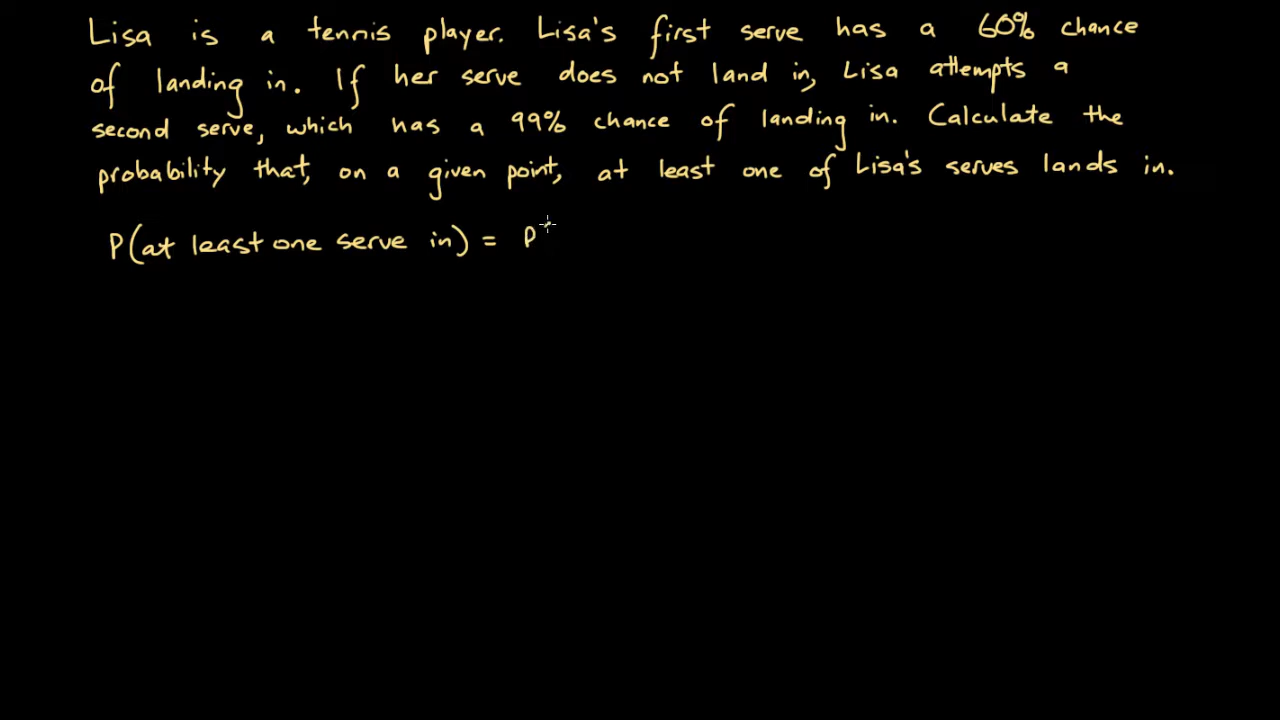 Lisa is a tennis player. Lisa's first serve has a 60% chance
of landing in. If her serve does not land in, Lisa attempts a
second serve, which has a 99% chance of landing in. Calculate the
probability that, on a given point, at least one of Lisa's serves lands in.
P(at least one serve in) = P